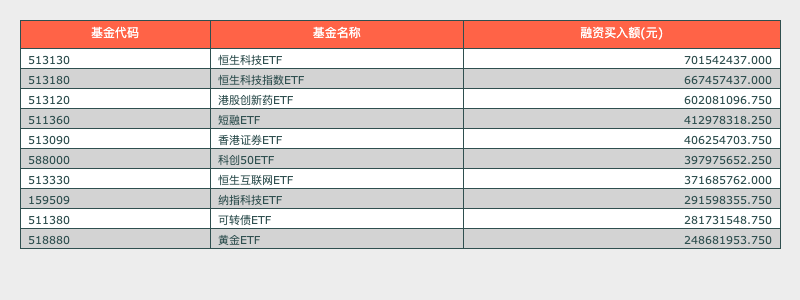 基金代码 基金名称 融资买入额(元)
513130 恒生科技ETF 701542437.000
513180 恒生科技指数ETF 667457437.000
513120 港股创新药ETF 602081096.750
511360 短融ETF 412978318.250
513090 香港证券ETF 406254703.750
588000 科创50ETF 397975652.250
513330 恒生互联网ETF 371685762.000
159509 纳指科技ETF 291598355.750
511380 可转债ETF 281731548.750
518880 黄金ETF 248681953.750